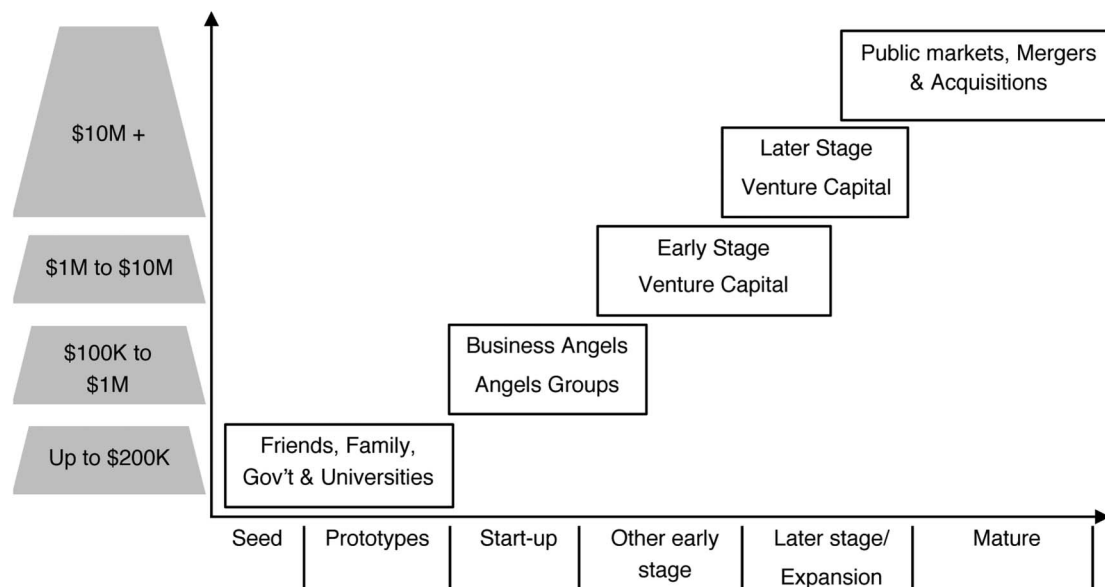 Public markets, Mergers
& Acquisitions
$10M +
Later Stage
Venture Capital
$1M to $10M
Early Stage
Venture Capital
$100K to
$1M
Business Angels
Angels Groups
Up to $200K
Friends, Family,
Gov't & Universities
Seed
Prototypes
Start-up
Other early
stage
Later stage/
Expansion
Mature